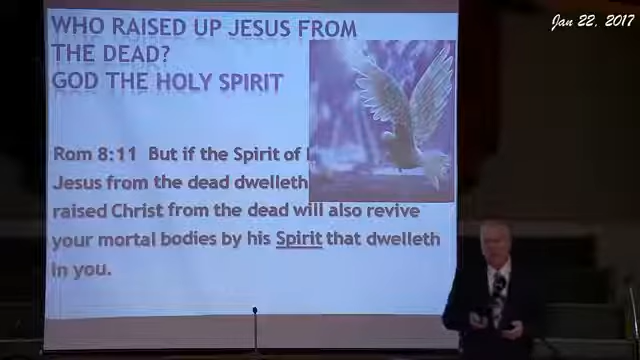 Jan 22, 2017
WHO RAISED UP JESUS FROM
THE DEAD?
GOD THE HOLY SPIRIT
Rom 8:11 But if the Spirit of
Jesus from the dead dwelleth
raised Christ from the dead will also revive
your mortal bodies by his Spirit that dwelleth
in you.